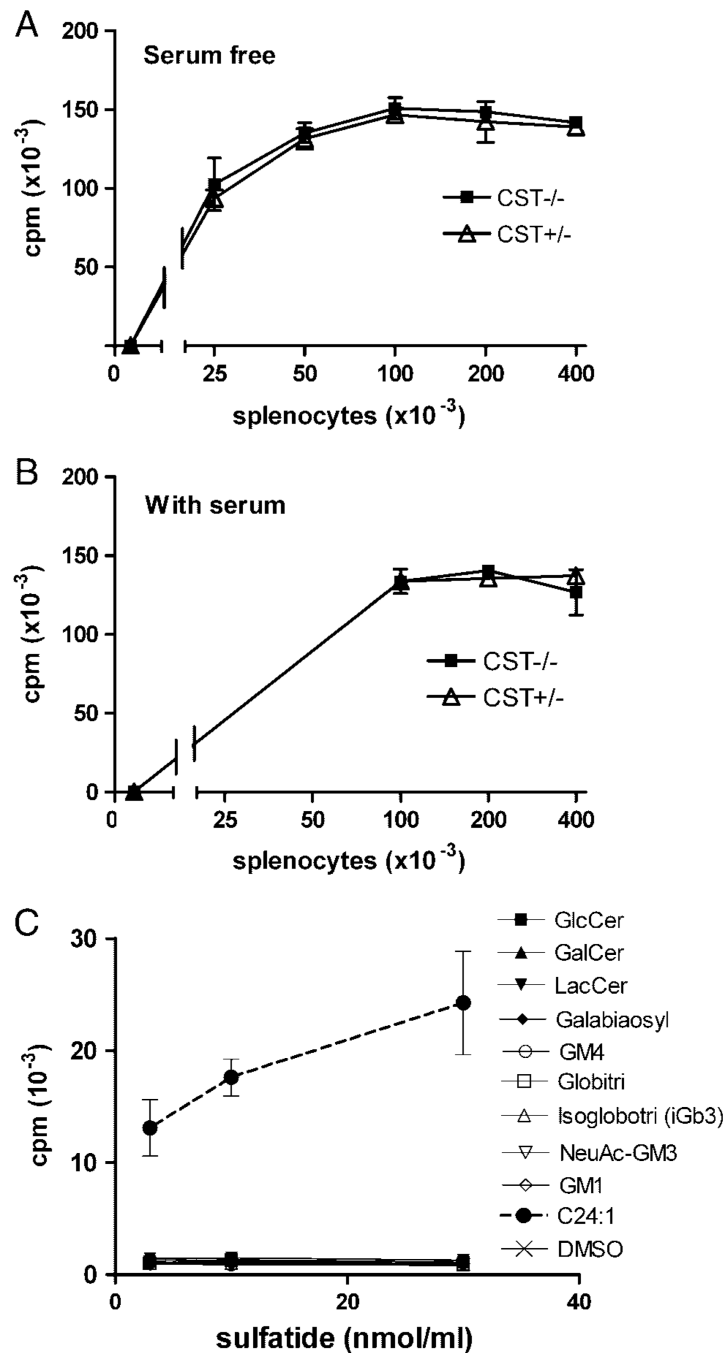 A
Serum free
cpm (x10⁻³)
200
150
100
50
0 25 50 100 200 400
splenocytes (x10⁻³)
CST-/-
CST+/-
B
With serum
cpm (x10⁻³)
200
150
100
50
0
0 25 50 100 200 400
splenocytes (x10⁻³)
CST-/-
CST+/-
C
cpm (10⁻³)
30
20
10
0
0 20 40
sulfatide (nmol/ml)
GlcCer
GalCer
LacCer
Galabiaosyl
GM4
Globitri
Isoglobotri (iGb3)
NeuAc-GM3
GM1
C24:1
DMSO